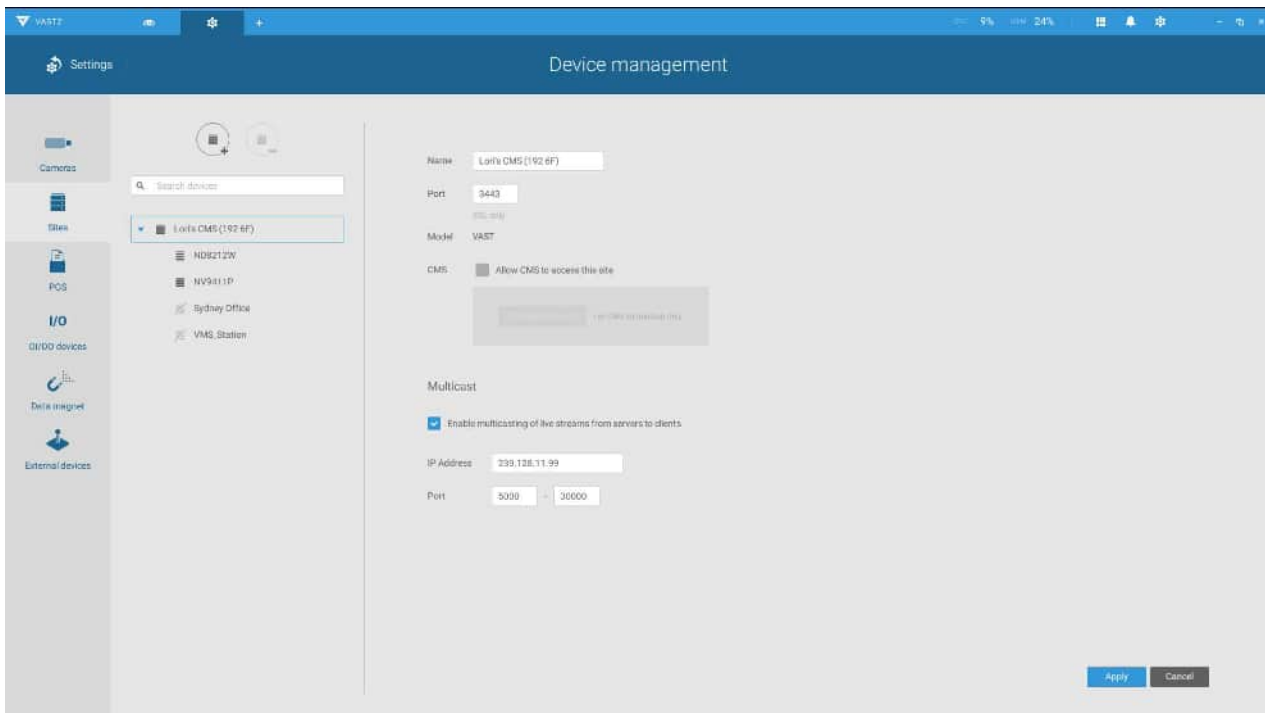 VAST2
9% 24%
Settings
Device management
Cameras
Sites
POS
I/O
DI/DO devices
Data magnet
External devices
Search devices
Lori's CMS (192 6F)
ND8212W
NV9411P
Sydney Office
VMS_Station
Name Lori's CMS (192 6F)
Port 3443
SSL only
Model VAST
CMS Allow CMS to access this site
Multicast
Enable multicasting of live streams from servers to clients
IP Address 239.128.11.99
Port 5000 - 30000
Apply Cancel